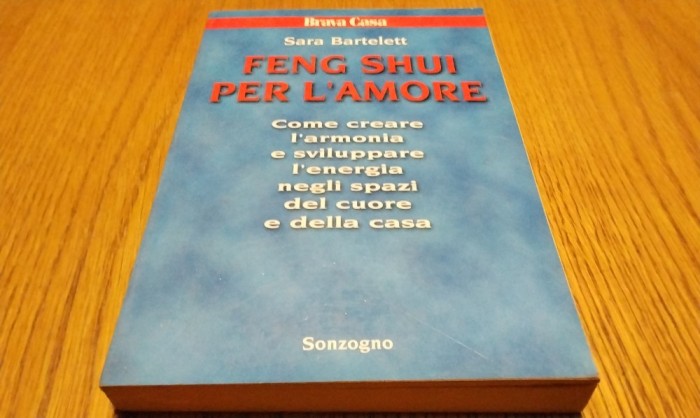 Brava Casa
Sara Bartelett
FENG SHUI
PER L'AMORE
Come creare
l'armonia
e sviluppare
l'energia
negli spazi
del cuore
e della casa
Sonzogno